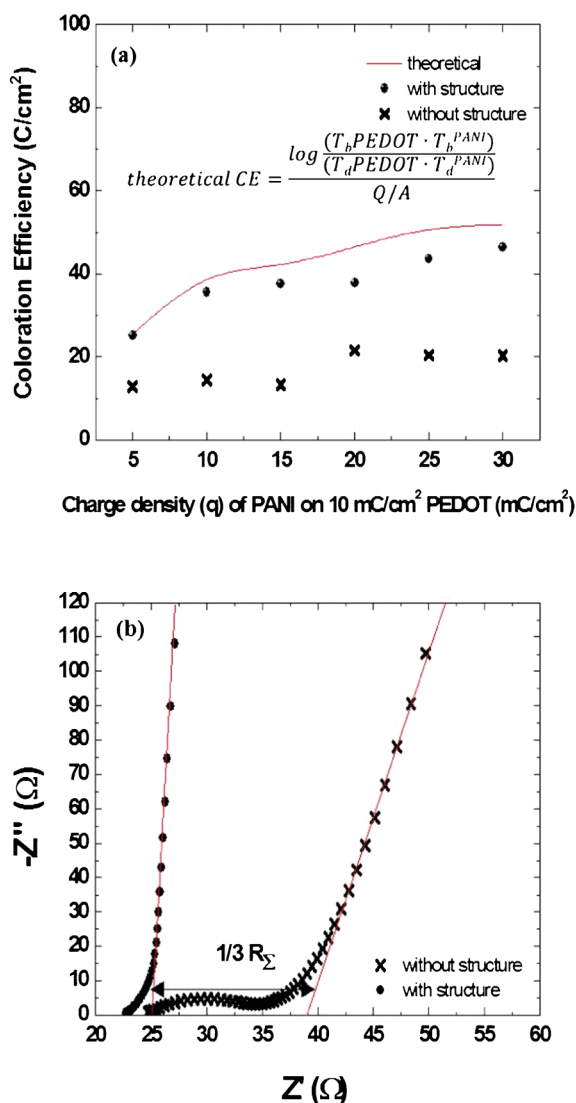 (a)
100
80
60
40
20
0
Coloration Efficiency (C/cm²)
theoretical
with structure
without structure
theoretical CE = log (T_b PEDOT · T_b^PANI) / (T_d PEDOT · T_d^PANI) / Q/A
5 10 15 20 25 30
Charge density (q) of PANI on 10 mC/cm² PEDOT (mC/cm²)
(b)
120
110
100
90
80
70
60
50
40
30
20
10
0
-Z'' (Ω)
1/3 R_Σ
without structure
with structure
20 25 30 35 40 45 50 55 60
Z' (Ω)